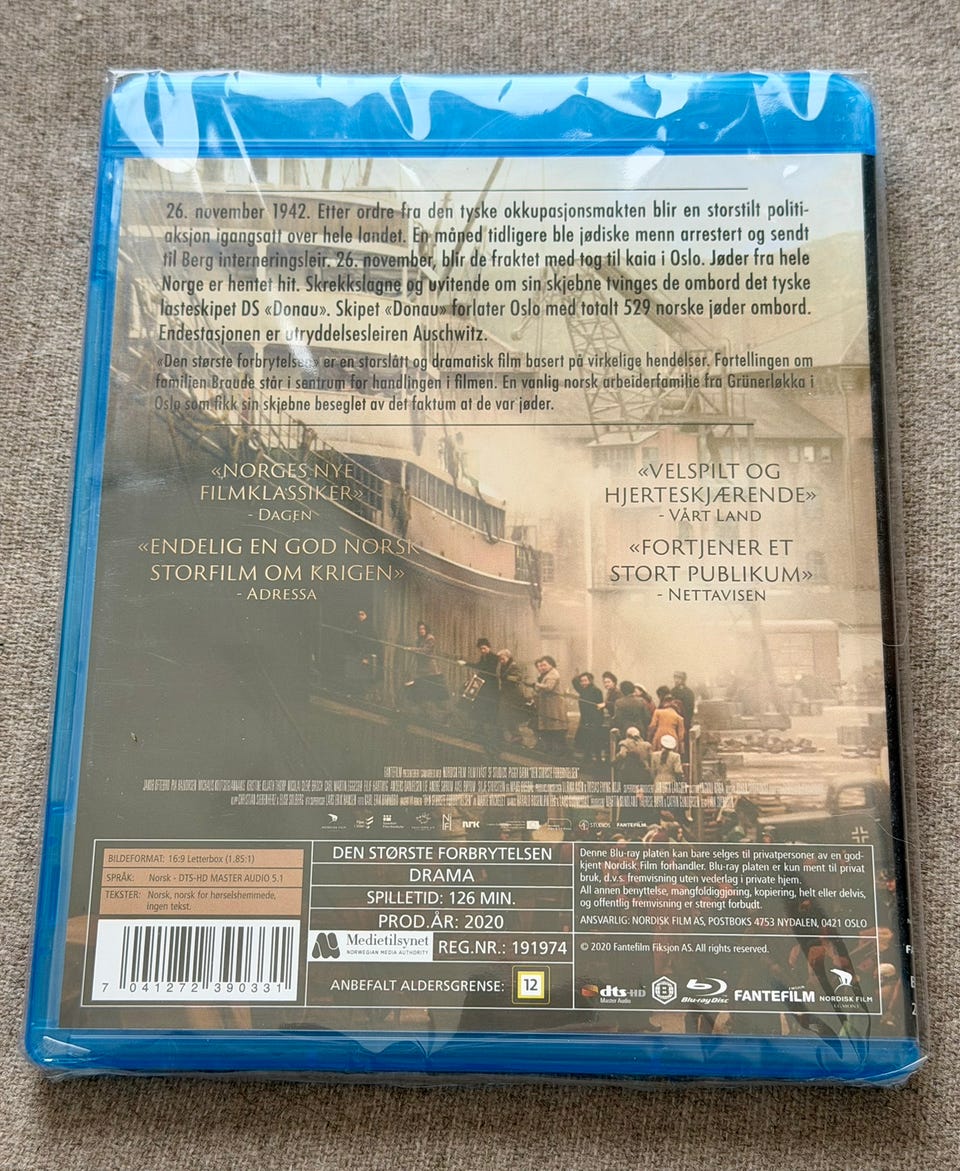 26. november 1942. Etter ordre fra den tyske okkupasjonsmakten blir en storstilt politi-
aksjon igangsatt over hele landet. En måned tidligere ble jødiske menn arrestert og sendt
til Berg interneringsleir. 26. november, blir de fraktet med tog til kaia i Oslo. Jøder fra hele
Norge er hentet hit. Skrekkslagne og uvitende om sin skjebne tvinges de ombord det tyske
lasteskipet DS «Donau». Skipet «Donau» forlater Oslo med totalt 529 norske jøder ombord.
Endestasjonen er utryddelsesleiren Auschwitz.
«Den største forbrytelsen» er en storslått og dramatisk film basert på virkelige hendelser. Fortellingen om
familien Braude står i sentrum for handlingen i filmen. En vanlig norsk arbeiderfamilie fra Grünerløkka i
Oslo som fikk sin skjebne beseglet av det faktum at de var jøder.
«NORGES NYE
FILMKLASSIKER»
- DAGEN
«ENDELIG EN GOD NORSK
STORFILM OM KRIGEN»
- ADRESSA
«VELSPILT OG
HJERTESKJÆRENDE»
- VÅRT LAND
«FORTJENER ET
STORT PUBLIKUM»
- NETTAVISEN
NRK
FANTEFILM
BILDEFORMAT: 16:9 Letterbox (1.85:1)
SPRÅK: Norsk - DTS-HD MASTER AUDIO 5.1
TEKSTER: Norsk, norsk for hørselshemmede,
ingen tekst.
7 041272 390331
DEN STØRSTE FORBRYTELSEN
DRAMA
SPILLETID: 126 MIN.
PROD.ÅR: 2020
Medietilsynet
NORWEGIAN MEDIA AUTHORITY
REG.NR.: 191974
ANBEFALT ALDERSGRENSE: 12
Denne Blu-ray platen kan bare selges til privatpersoner av en god-
kjent Nordisk Film forhandler. Blu-ray platen er kun ment til privat
bruk, d.v.s. fremvisning uten vederlag i private hjem.
All annen benyttelse, mangfoldiggjøring, kopiering, helt eller delvis,
og offentlig fremvisning er strengt forbudt.
ANSVARLIG: NORDISK FILM AS, POSTBOKS 4753 NYDALEN, 0421 OSLO
© 2020 Fantefilm Fiksjon AS. All rights reserved.
dts-HD
Master Audio
B
Blu-ray Disc
FANTEFILM
NORDISK FILM
EGMONT